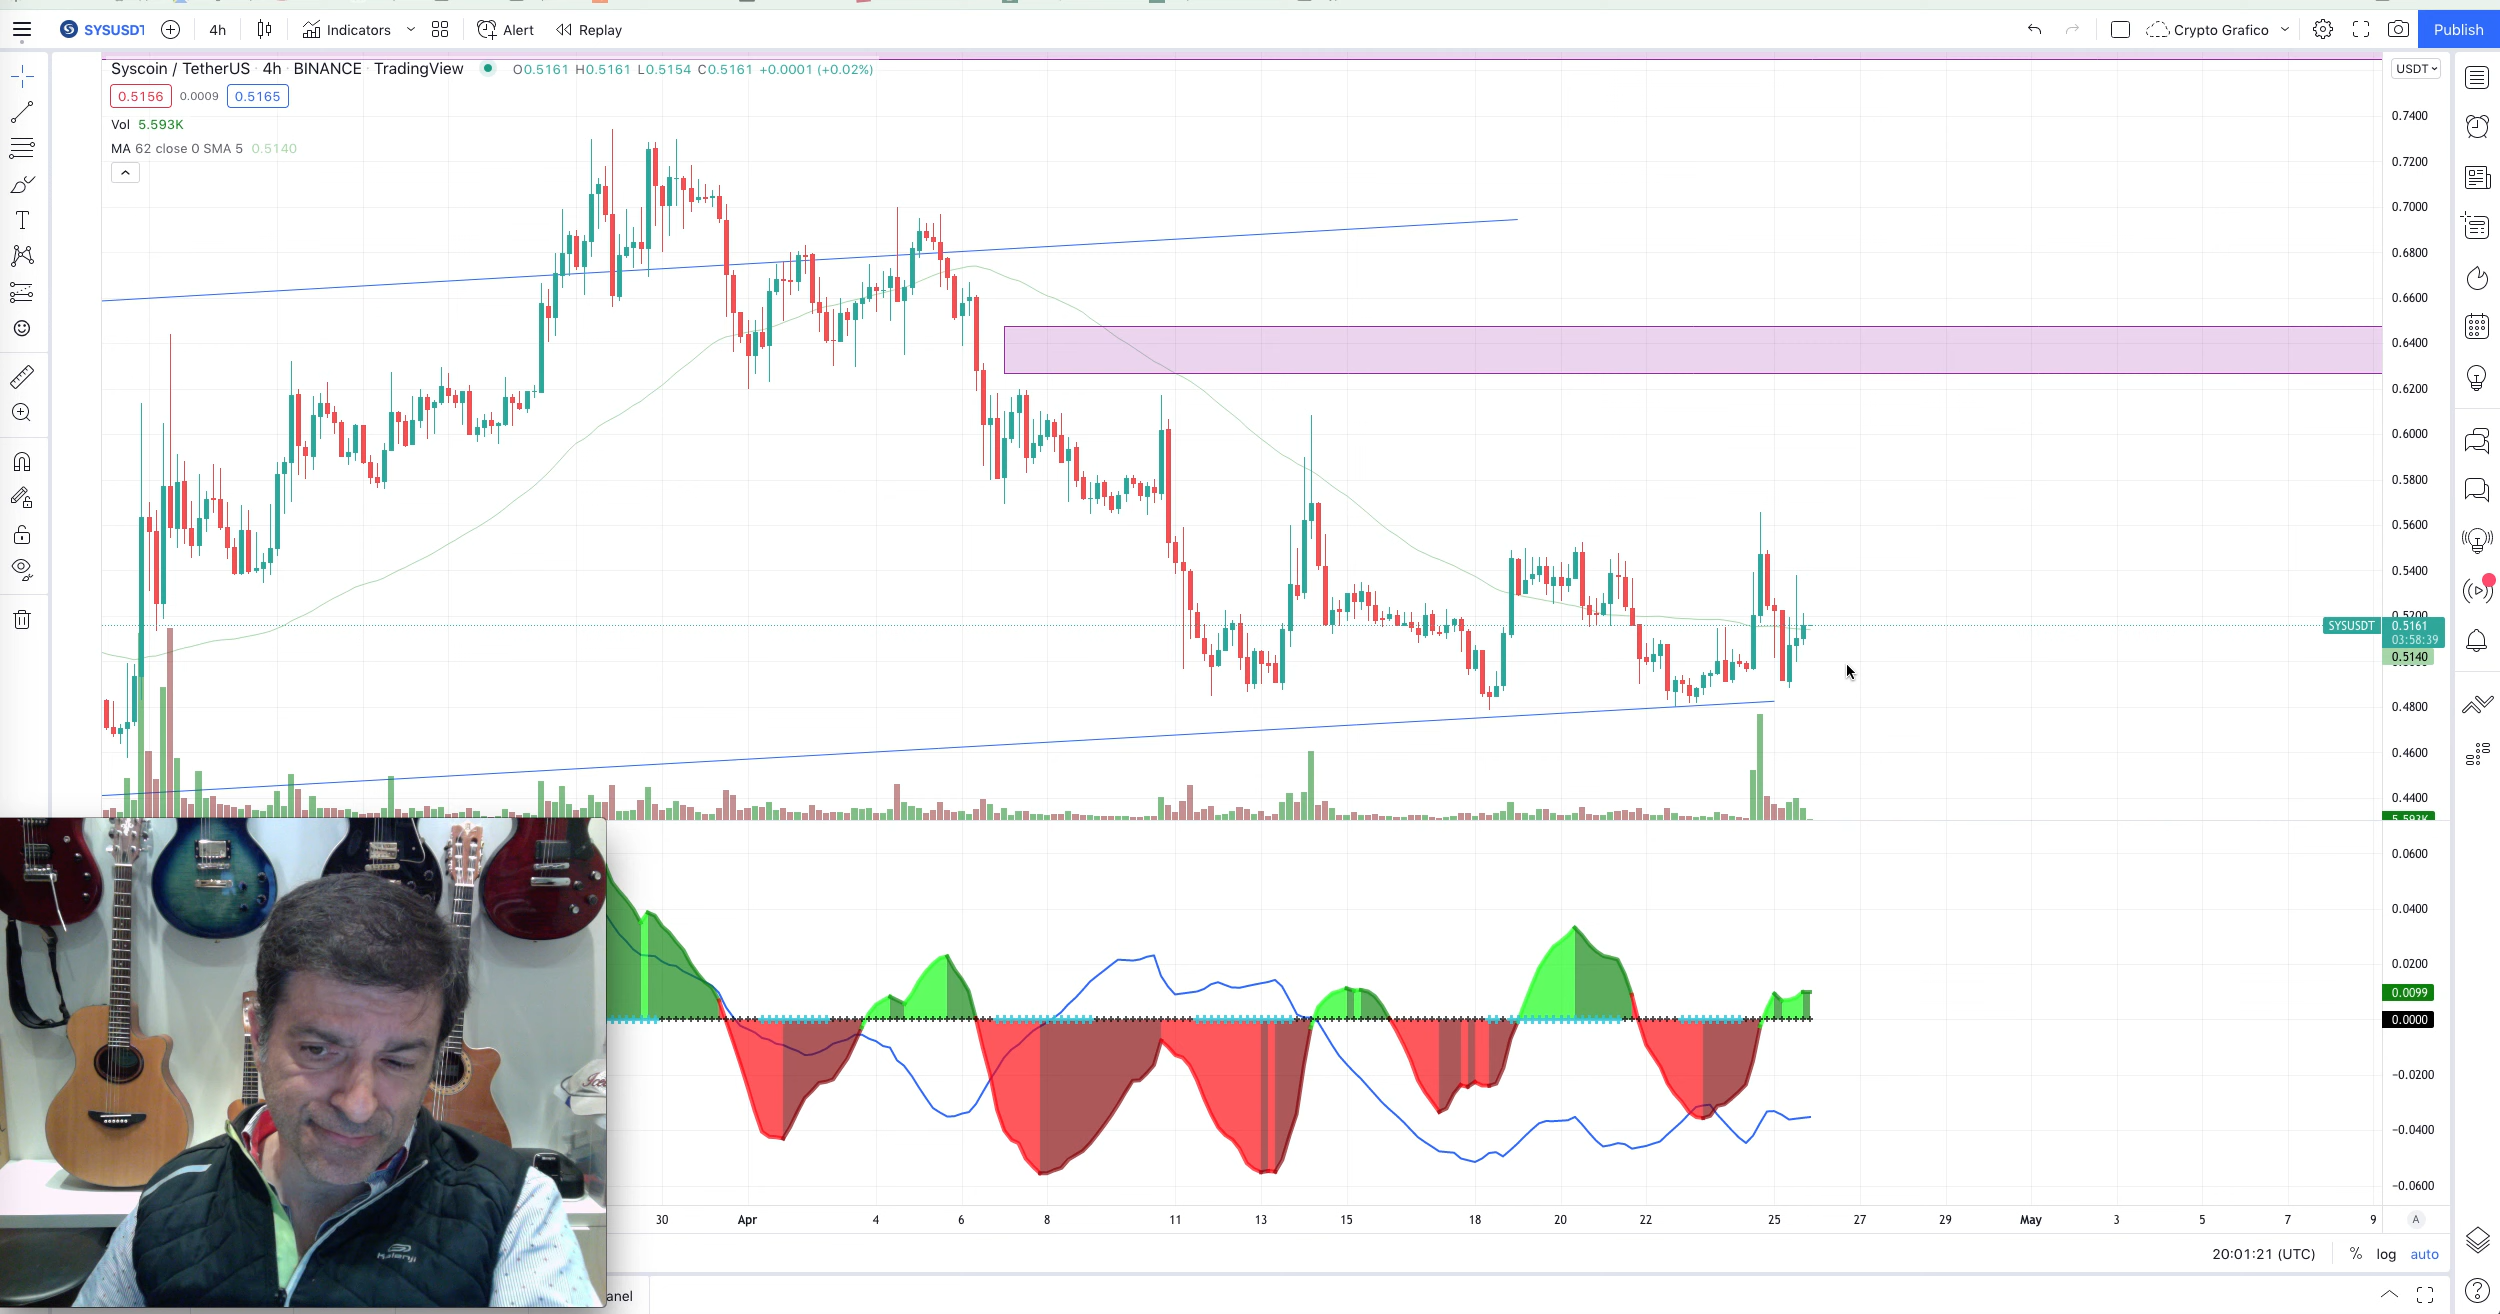 SYSUSDT 4h Indicators Alert Replay Crypto Grafico Publish
Syscoin / TetherUS · 4h · BINANCE · TradingView O0.5161 H0.5161 L0.5154 C0.5161 +0.0001 (+0.02%)
USDT
0.5156 0.0009 0.5165
Vol 5.593K
MA 62 close 0 SMA 5 0.5140
0.7400
0.7200
0.7000
0.6800
0.6600
0.6400
0.6200
0.6000
0.5800
0.5600
0.5400
0.5200
SYSUSDT 0.5161
03:58:39
0.5140
0.4800
0.4600
0.4400
5.593K
0.0600
0.0400
0.0200
0.0099
0.0000
−0.0200
−0.0400
−0.0600
30 Apr 4 6 8 11 13 15 18 20 22 25 27 29 May 3 5 7 9 A
20:01:21 (UTC) % log auto
anel